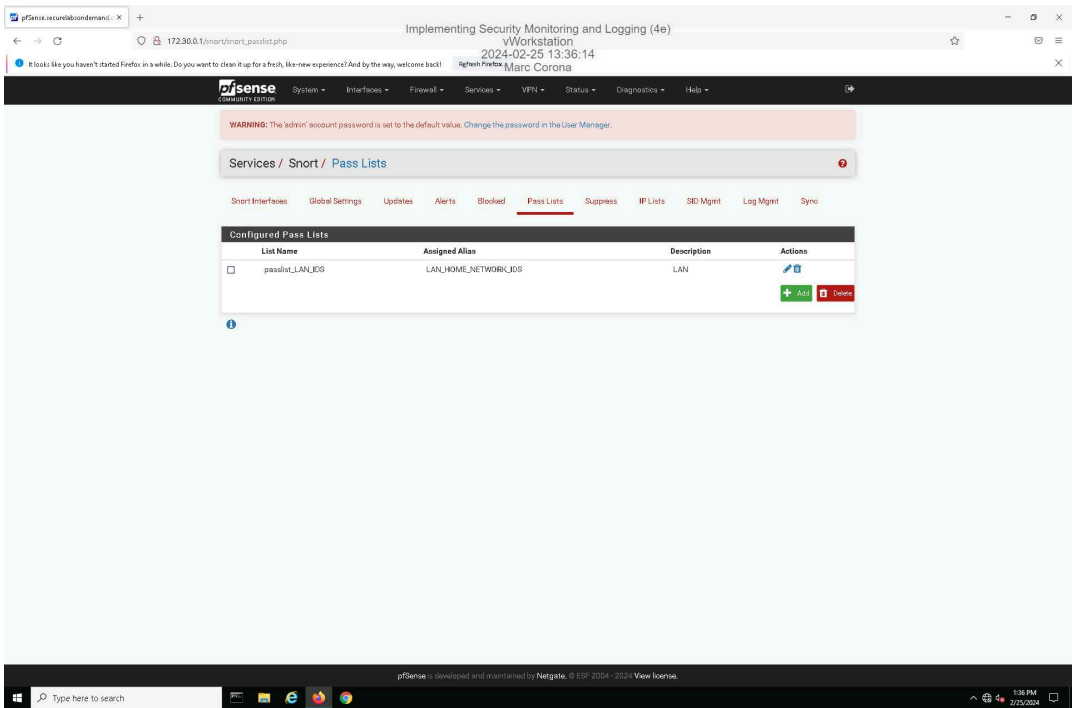 pfSense.securelabsondemand.c
172.30.0.1/snort/snort_passlist.php
Implementing Security Monitoring and Logging (4e)
vWorkstation
2024-02-25 13:36:14
Marc Corona
It looks like you haven't started Firefox in a while. Do you want to clean it up for a fresh, like-new experience? And by the way, welcome back! Refresh Firefox
pfsense COMMUNITY EDITION System Interfaces Firewall Services VPN Status Diagnostics Help
WARNING: The 'admin' account password is set to the default value. Change the password in the User Manager.
Services / Snort / Pass Lists
Snort Interfaces Global Settings Updates Alerts Blocked Pass Lists Suppress IP Lists SID Mgmt Log Mgmt Sync
Configured Pass Lists
List Name Assigned Alias Description Actions
passlist_LAN_IDS LAN_HOME_NETWORK_IDS LAN
Add Delete
pfSense is developed and maintained by Netgate. © ESF 2004 - 2024 View license.
Type here to search
1:36 PM
2/25/2024